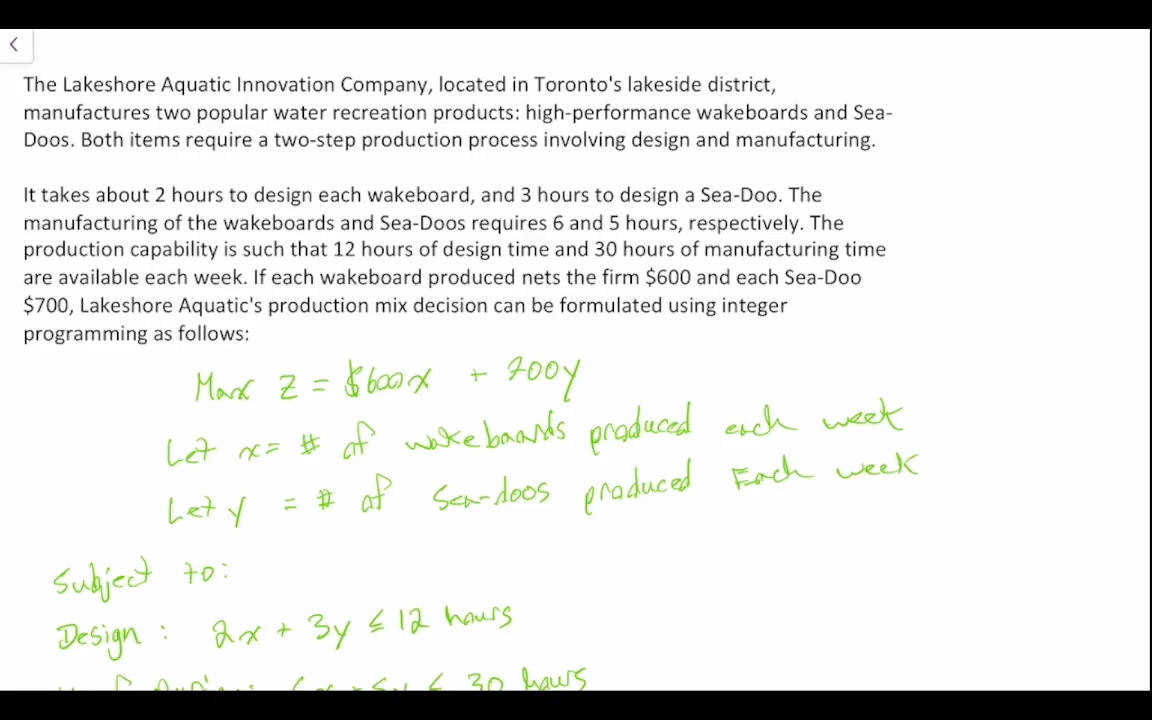 The Lakeshore Aquatic Innovation Company, located in Toronto's lakeside district,
manufactures two popular water recreation products: high-performance wakeboards and Sea-
Doos. Both items require a two-step production process involving design and manufacturing.
It takes about 2 hours to design each wakeboard, and 3 hours to design a Sea-Doo. The
manufacturing of the wakeboards and Sea-Doos requires 6 and 5 hours, respectively. The
production capability is such that 12 hours of design time and 30 hours of manufacturing time
are available each week. If each wakeboard produced nets the firm $600 and each Sea-Doo
$700, Lakeshore Aquatic's production mix decision can be formulated using integer
programming as follows:
Max Z = $600x + 700y
Let x = # of wakeboards produced each week
Let y = # of Sea-doos produced Each week
Subject to:
Design : 2x + 3y ≤ 12 hours
≤ 30 hours